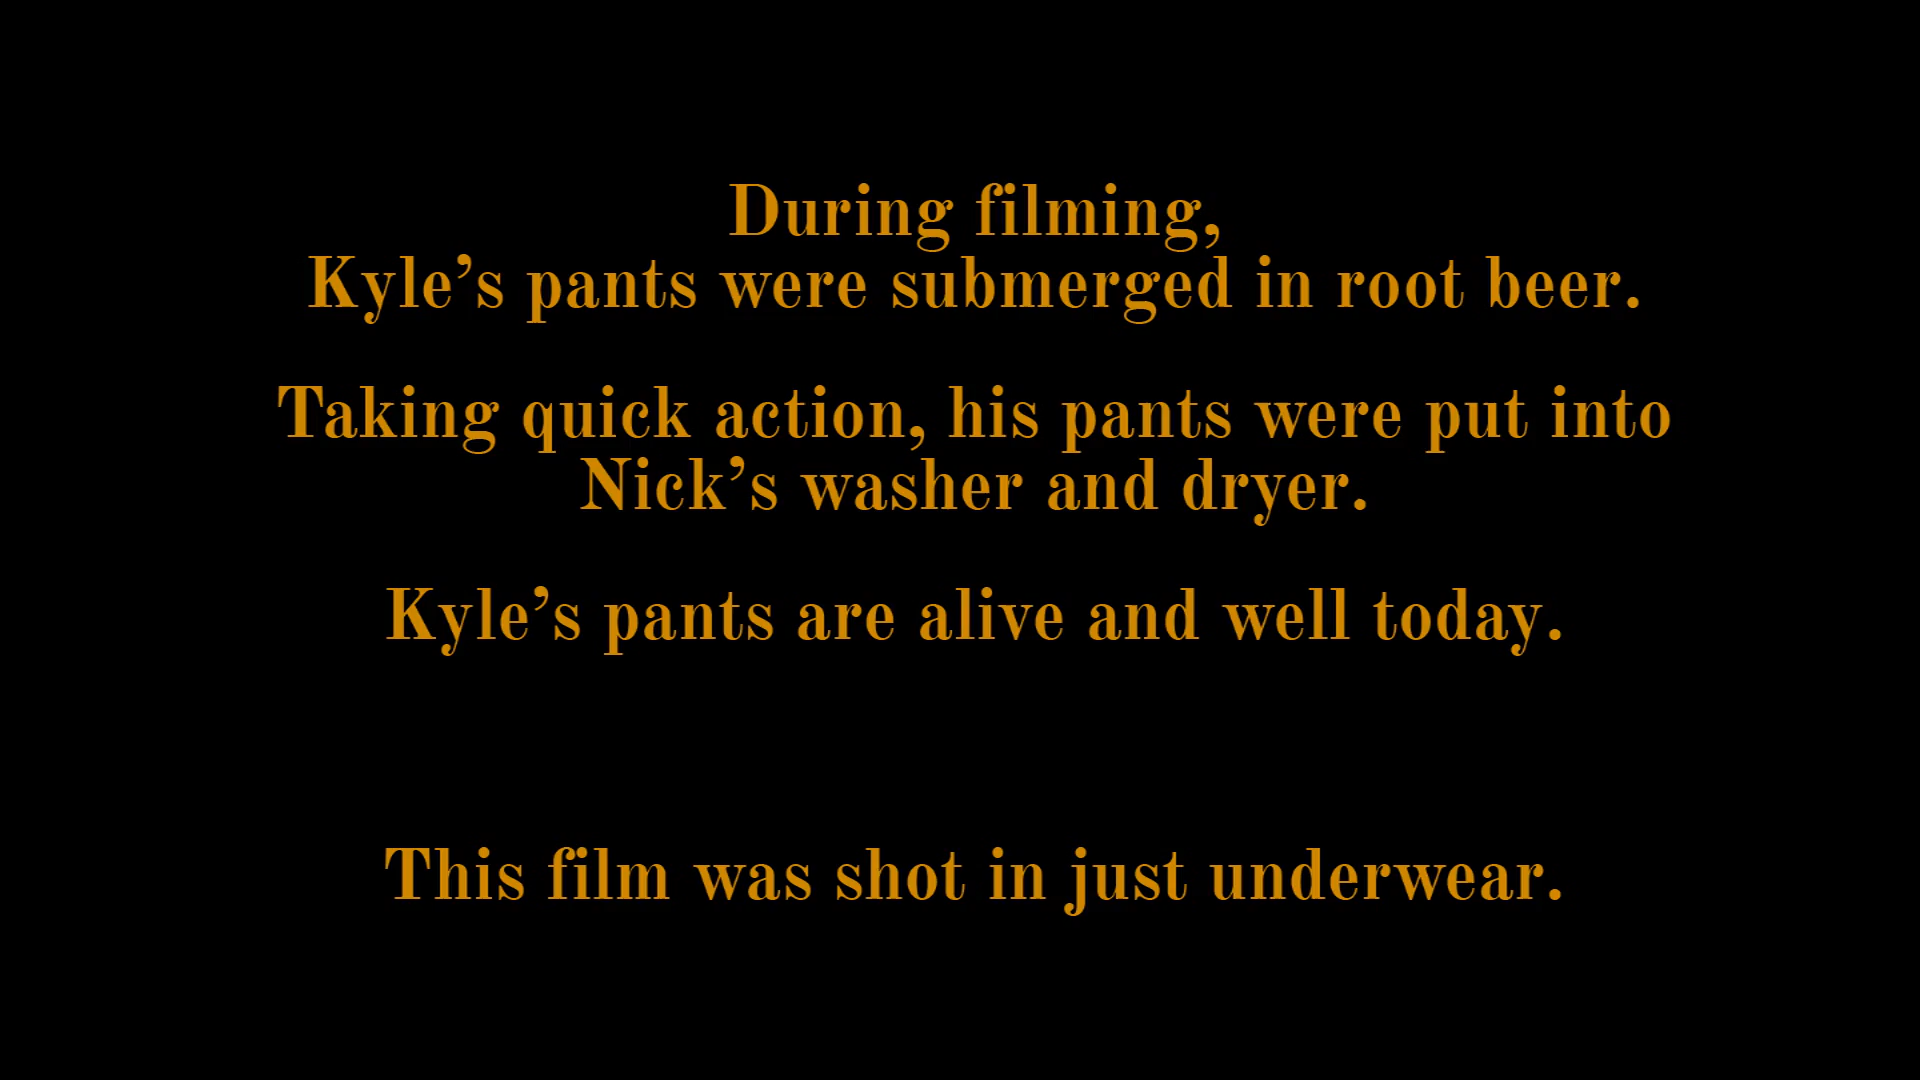 During filming,
Kyle’s pants were submerged in root beer.
Taking quick action, his pants were put into
Nick’s washer and dryer.
Kyle’s pants are alive and well today.
This film was shot in just underwear.